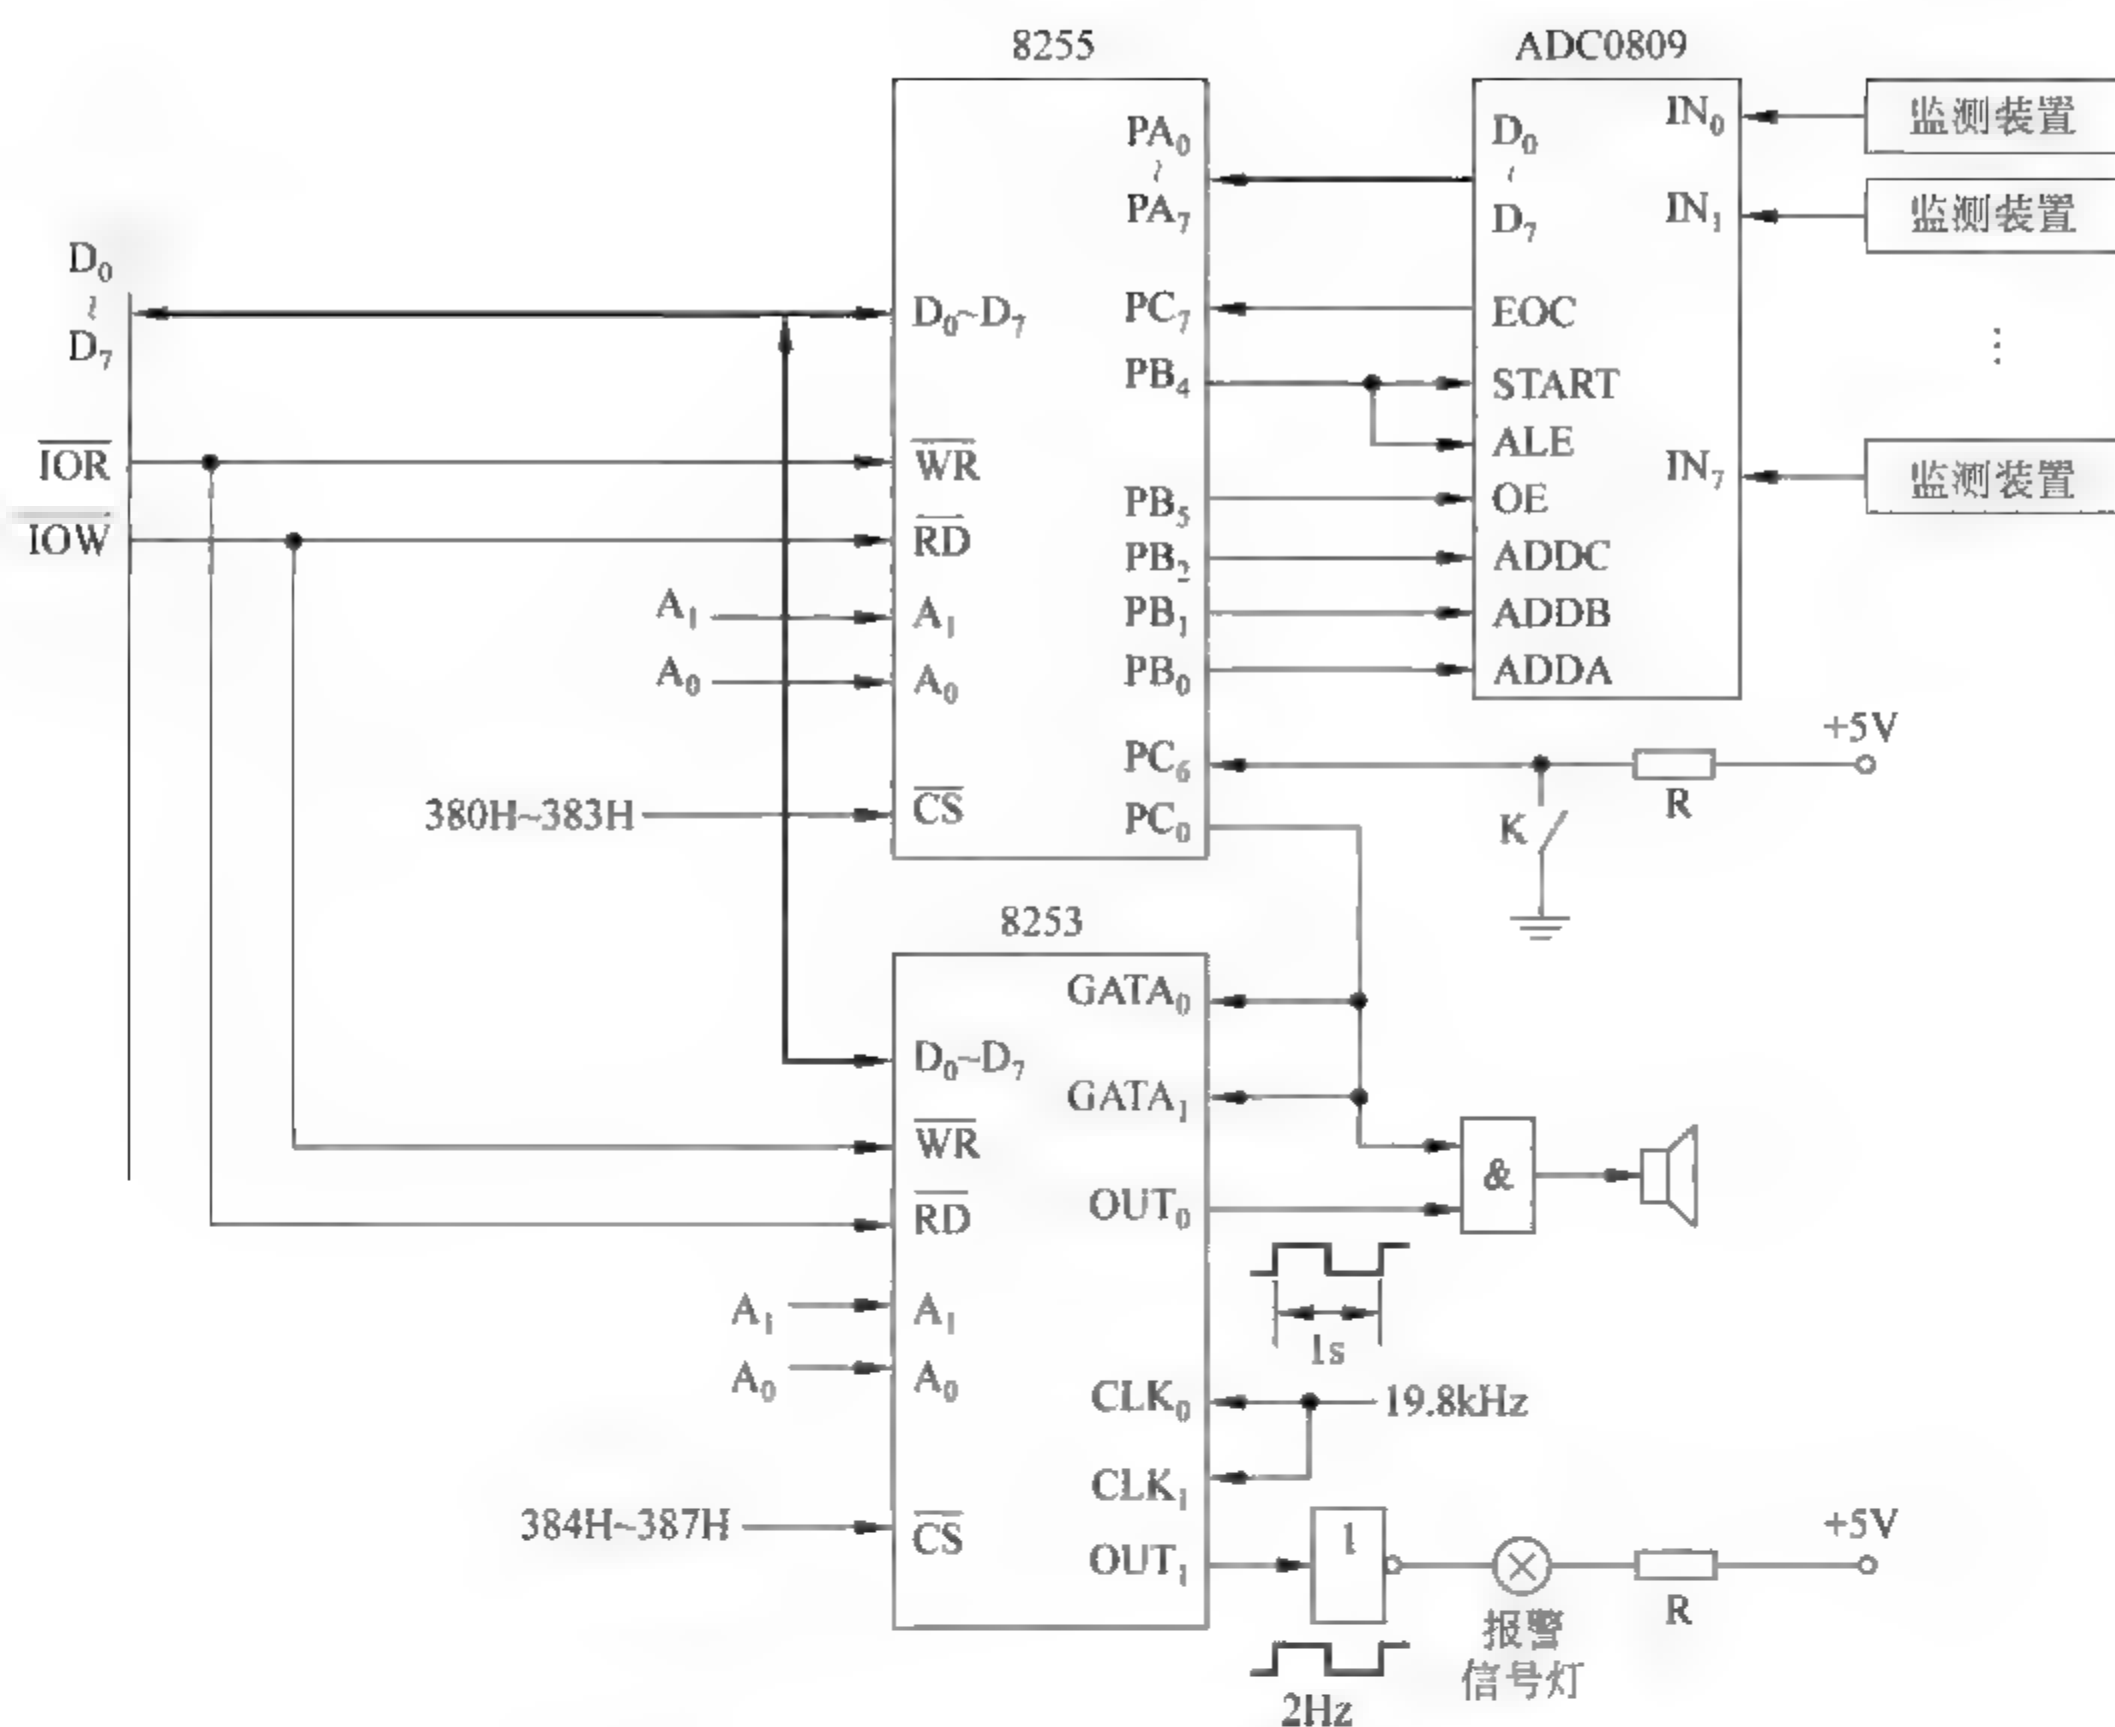 8255
ADC0809
PA₀
~
PA₇
D₀
~
D₇
IN₀
监测装置
IN₁
监测装置
D₀
~
D₇
D₀~D₇
PC₇
EOC
⋮
PB₄
START
ALE
IOR
WR
IN₇
监测装置
PB₅
OE
IOW
RD
PB₂
ADDC
A₁
A₁
PB₁
ADDB
A₀
A₀
PB₀
ADDA
+5V
PC₆
R
380H~383H
CS
PC₀
K
8253
GATA₀
D₀~D₇
GATA₁
WR
&
RD
OUT₀
A₁
A₁
1s
A₀
A₀
CLK₀
19.8kHz
CLK₁
384H~387H
CS
OUT₁
1
+5V
R
报警
信号灯
2Hz